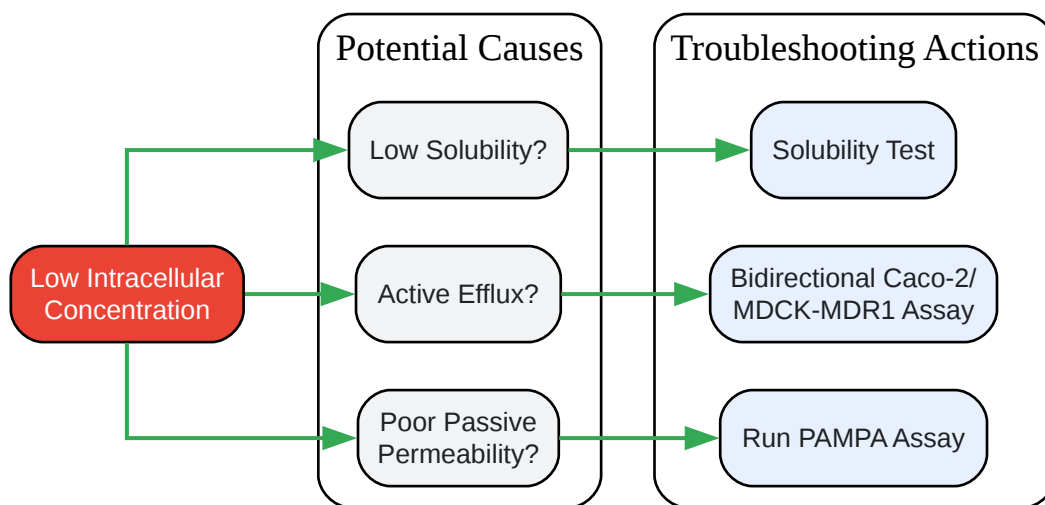 Potential Causes
Troubleshooting Actions
Low Solubility?
Solubility Test
Low Intracellular
Concentration
Active Efflux?
Bidirectional Caco-2/
MDCK-MDR1 Assay
Poor Passive
Permeability?
Run PAMPA Assay